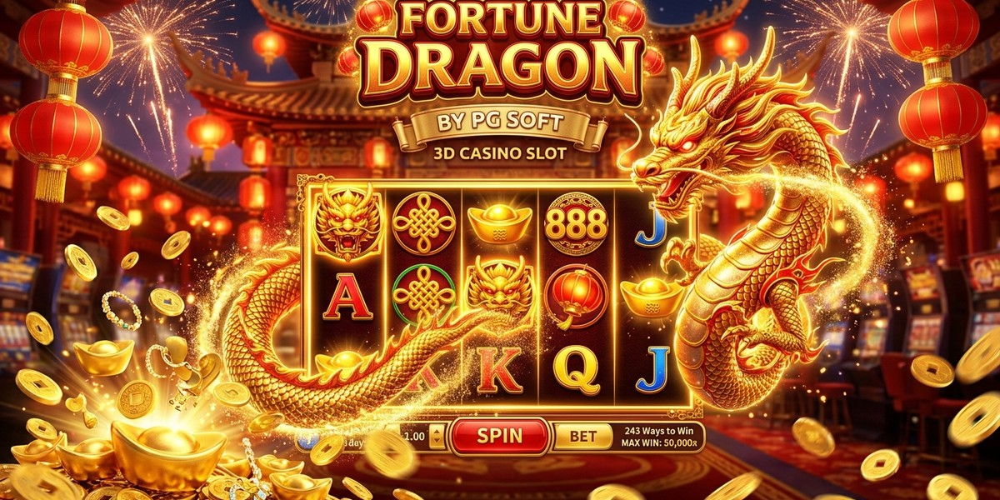 FORTUNE
DRAGON
BY PG SOFT
3D CASINO SLOT
888
J
A
K
Q
J
1.00
SPIN
BET
243 Ways to Win
MAX WIN: 50,000x